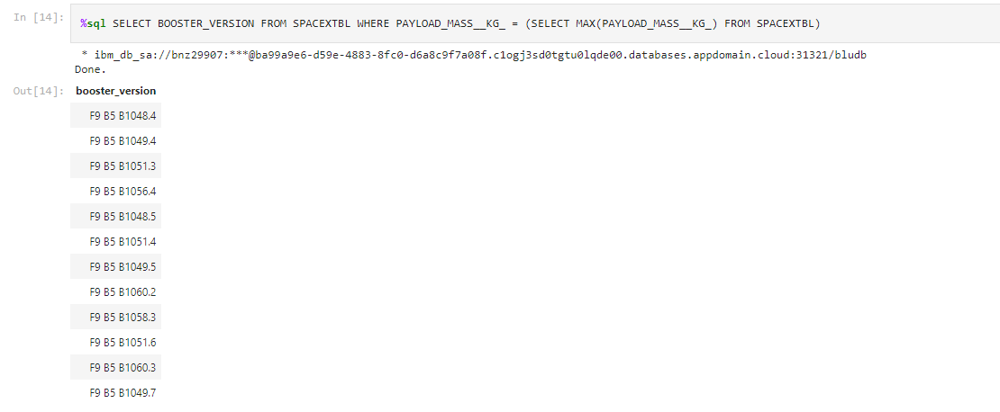 In [14]: %sql SELECT BOOSTER_VERSION FROM SPACEXTBL WHERE PAYLOAD_MASS__KG_ = (SELECT MAX(PAYLOAD_MASS__KG_) FROM SPACEXTBL)
* ibm_db_sa://bnz29907:***@ba99a9e6-d59e-4883-8fc0-d6a8c9f7a08f.c1ogj3sd0tgtu0lqde00.databases.appdomain.cloud:31321/bludb
Done.
Out[14]: booster_version
F9 B5 B1048.4
F9 B5 B1049.4
F9 B5 B1051.3
F9 B5 B1056.4
F9 B5 B1048.5
F9 B5 B1051.4
F9 B5 B1049.5
F9 B5 B1060.2
F9 B5 B1058.3
F9 B5 B1051.6
F9 B5 B1060.3
F9 B5 B1049.7